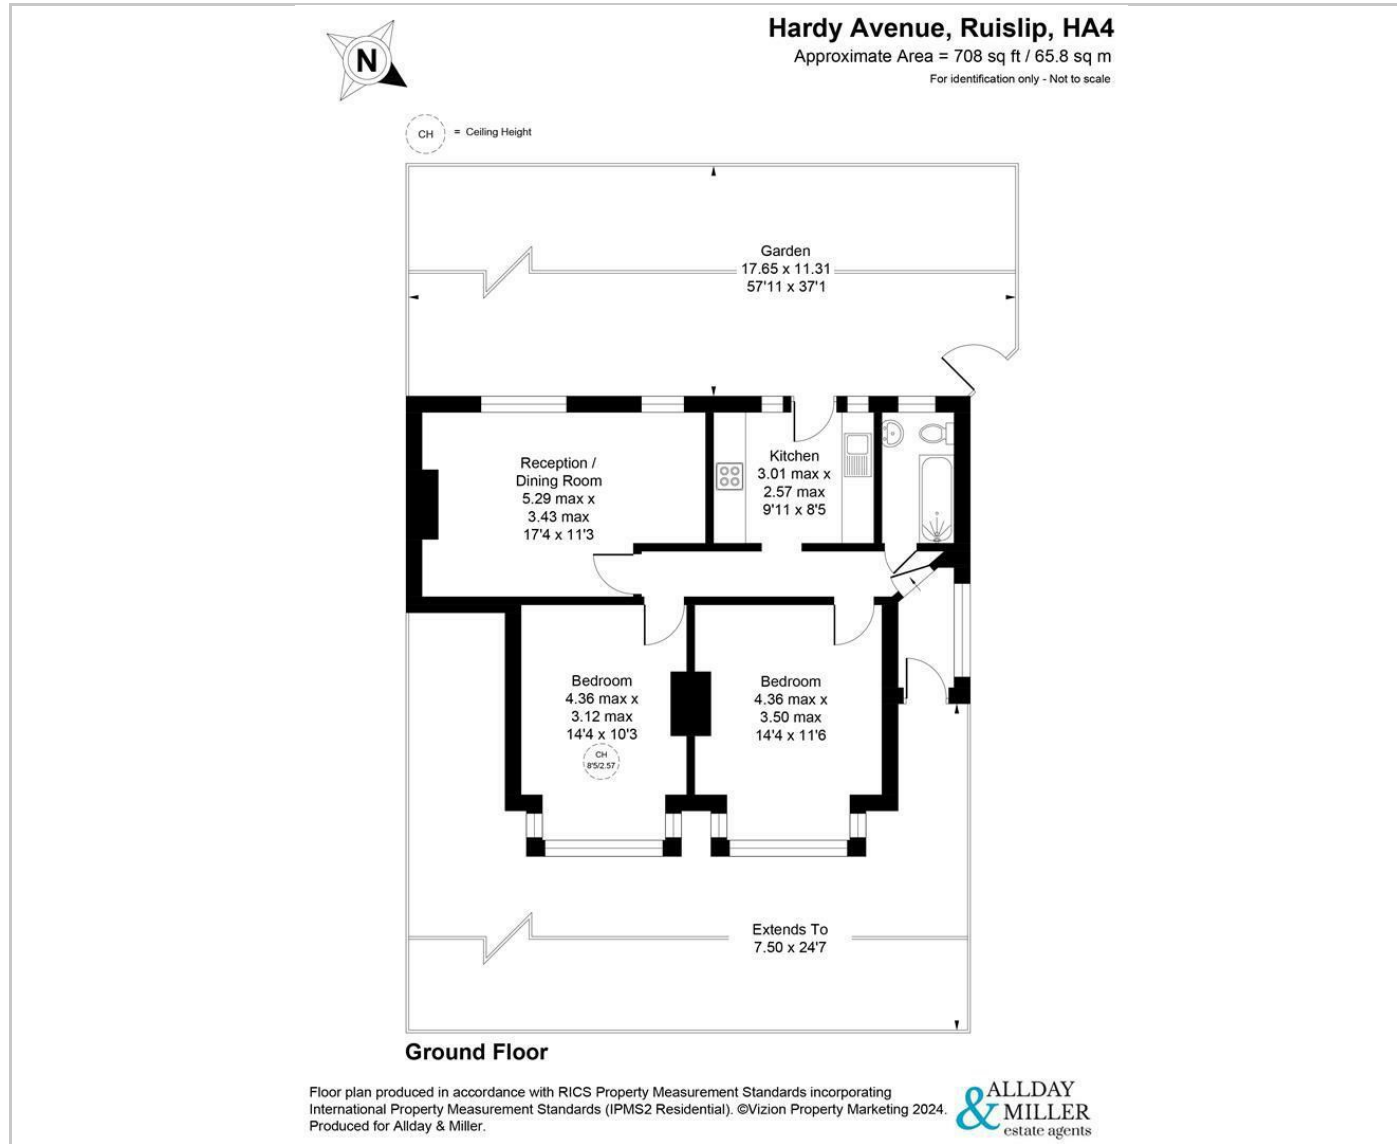 Hardy Avenue, Ruislip, HA4
Approximate Area = 708 sq ft / 65.8 sq m
For identification only - Not to scale
N
CH = Ceiling Height
Garden
17.65 x 11.31
57'11 x 37'1
Reception /
Dining Room
5.29 max x
3.43 max
17'4 x 11'3
Kitchen
3.01 max x
2.57 max
9'11 x 8'5
Bedroom
4.36 max x
3.12 max
14'4 x 10'3
CH
8'5/2.57
Bedroom
4.36 max x
3.50 max
14'4 x 11'6
Extends To
7.50 x 24'7
Ground Floor
Floor plan produced in accordance with RICS Property Measurement Standards incorporating
International Property Measurement Standards (IPMS2 Residential). ©Vizion Property Marketing 2024.
Produced for Allday & Miller.
ALLDAY
& MILLER
estate agents